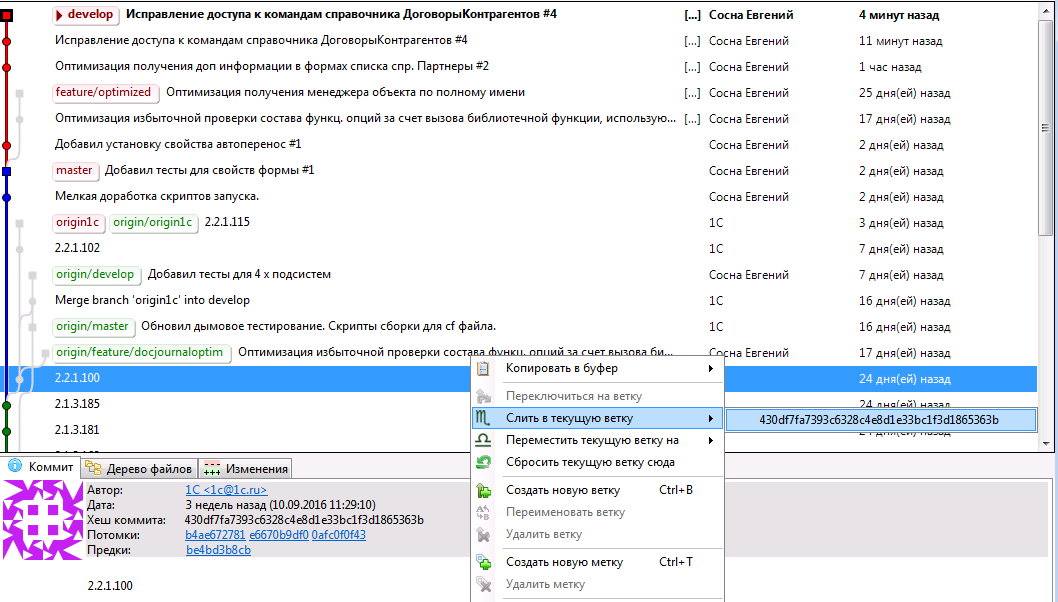 develop Исправление доступа к командам справочника ДоговорыКонтрагентов #4 [...] Сосна Евгений 4 минут назад
Исправление доступа к командам справочника ДоговорыКонтрагентов #4 [...] Сосна Евгений 11 минут назад
Оптимизация получения доп информации в формах списка спр. Партнеры #2 [...] Сосна Евгений 1 час назад
feature/optimized Оптимизация получения менеджера объекта по полному имени [...] Сосна Евгений 25 дня(ей) назад
Оптимизация избыточной проверки состава функц. опций за счет вызова библиотечной функции, использую... [...] Сосна Евгений 17 дня(ей) назад
Добавил установку свойства автоперенос #1 Сосна Евгений 2 дня(ей) назад
master Добавил тесты для свойств формы #1 Сосна Евгений 2 дня(ей) назад
Мелкая доработка скриптов запуска. Сосна Евгений 2 дня(ей) назад
origin1c origin/origin1c 2.2.1.115 1C 3 дня(ей) назад
2.2.1.102 1C 7 дня(ей) назад
origin/develop Добавил тесты для 4 х подсистем Сосна Евгений 7 дня(ей) назад
Merge branch 'origin1c' into develop 1C 16 дня(ей) назад
origin/master Обновил дымовое тестирование. Скрипты сборки для cf файла. 1C 16 дня(ей) назад
origin/feature/docjournaloptim Оптимизация избыточной проверки состава функц. опций за счет вызова би... Сосна Евгений 17 дня(ей) назад
2.2.1.100 24 дня(ей) назад
2.1.3.185 24 дня(ей) назад
2.1.3.181 24 дня(ей) назад
Копировать в буфер
Переключиться на ветку
Слить в текущую ветку 430df7fa7393c6328c4e8d1e33bc1f3d1865363b
Переместить текущую ветку на
Сбросить текущую ветку сюда
Создать новую ветку Ctrl+B
Переименовать ветку
Удалить ветку
Создать новую метку Ctrl+T
Удалить метку
Коммит Дерево файлов Изменения
Автор: 1C <1c@1c.ru>
Дата: 3 недель назад (10.09.2016 11:29:10)
Хеш коммита: 430df7fa7393c6328c4e8d1e33bc1f3d1865363b
Потомки: b4ae672781 e6670b9df0 0afc0f0f43
Предки: be4bd3b8cb
2.2.1.100